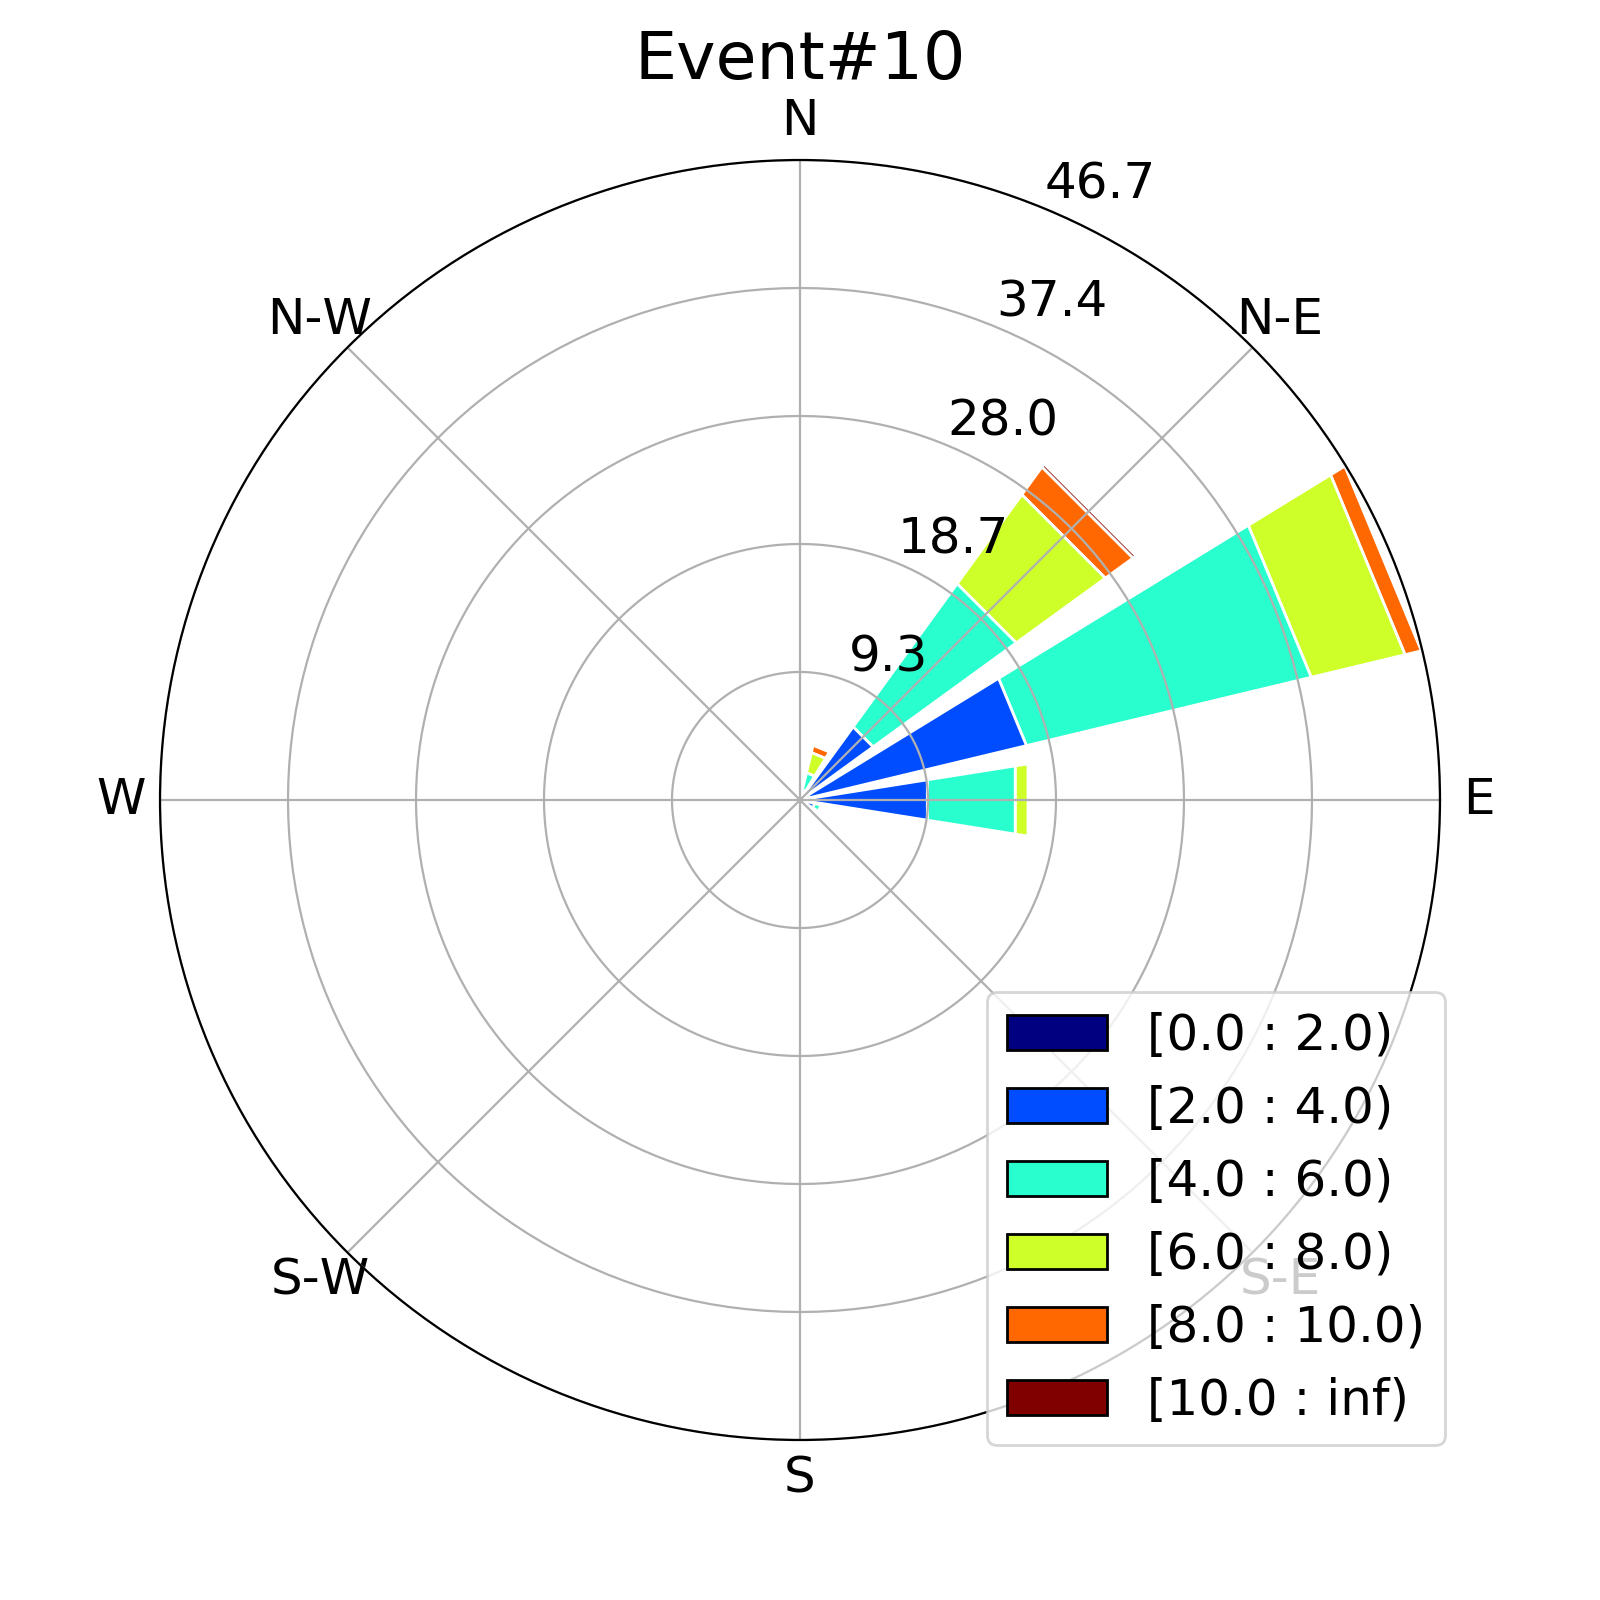 Event#10
N
46.7
37.4
N-W
N-E
28.0
18.7
9.3
W
E
[0.0 : 2.0)
[2.0 : 4.0)
[4.0 : 6.0)
[6.0 : 8.0)
S-W
S-E
[8.0 : 10.0)
[10.0 : inf)
S